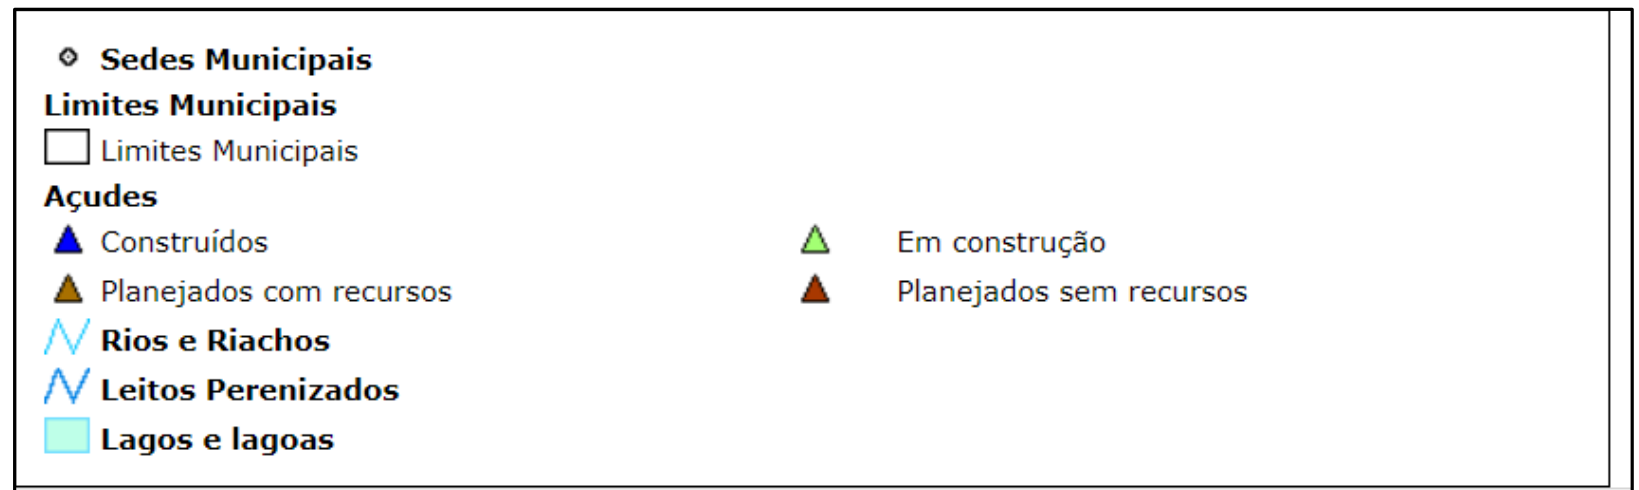 Sedes Municipais
Limites Municipais
Limites Municipais
Açudes
Construídos Em construção
Planejados com recursos Planejados sem recursos
Rios e Riachos
Leitos Perenizados
Lagos e lagoas